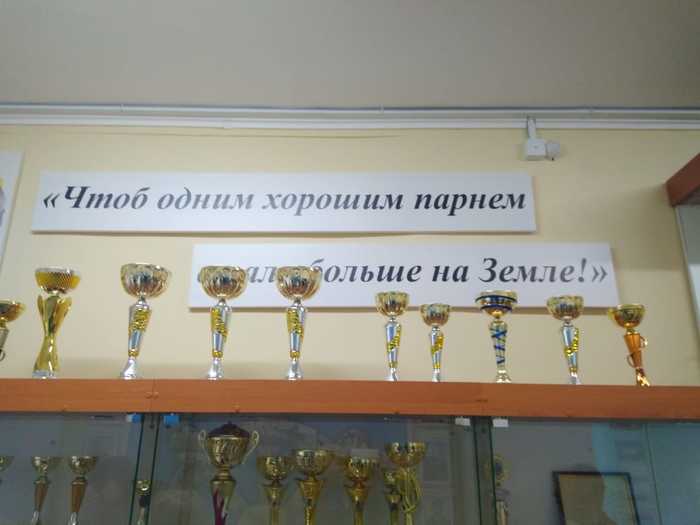 «Чтоб одним хорошим парнем
больше на Земле!»